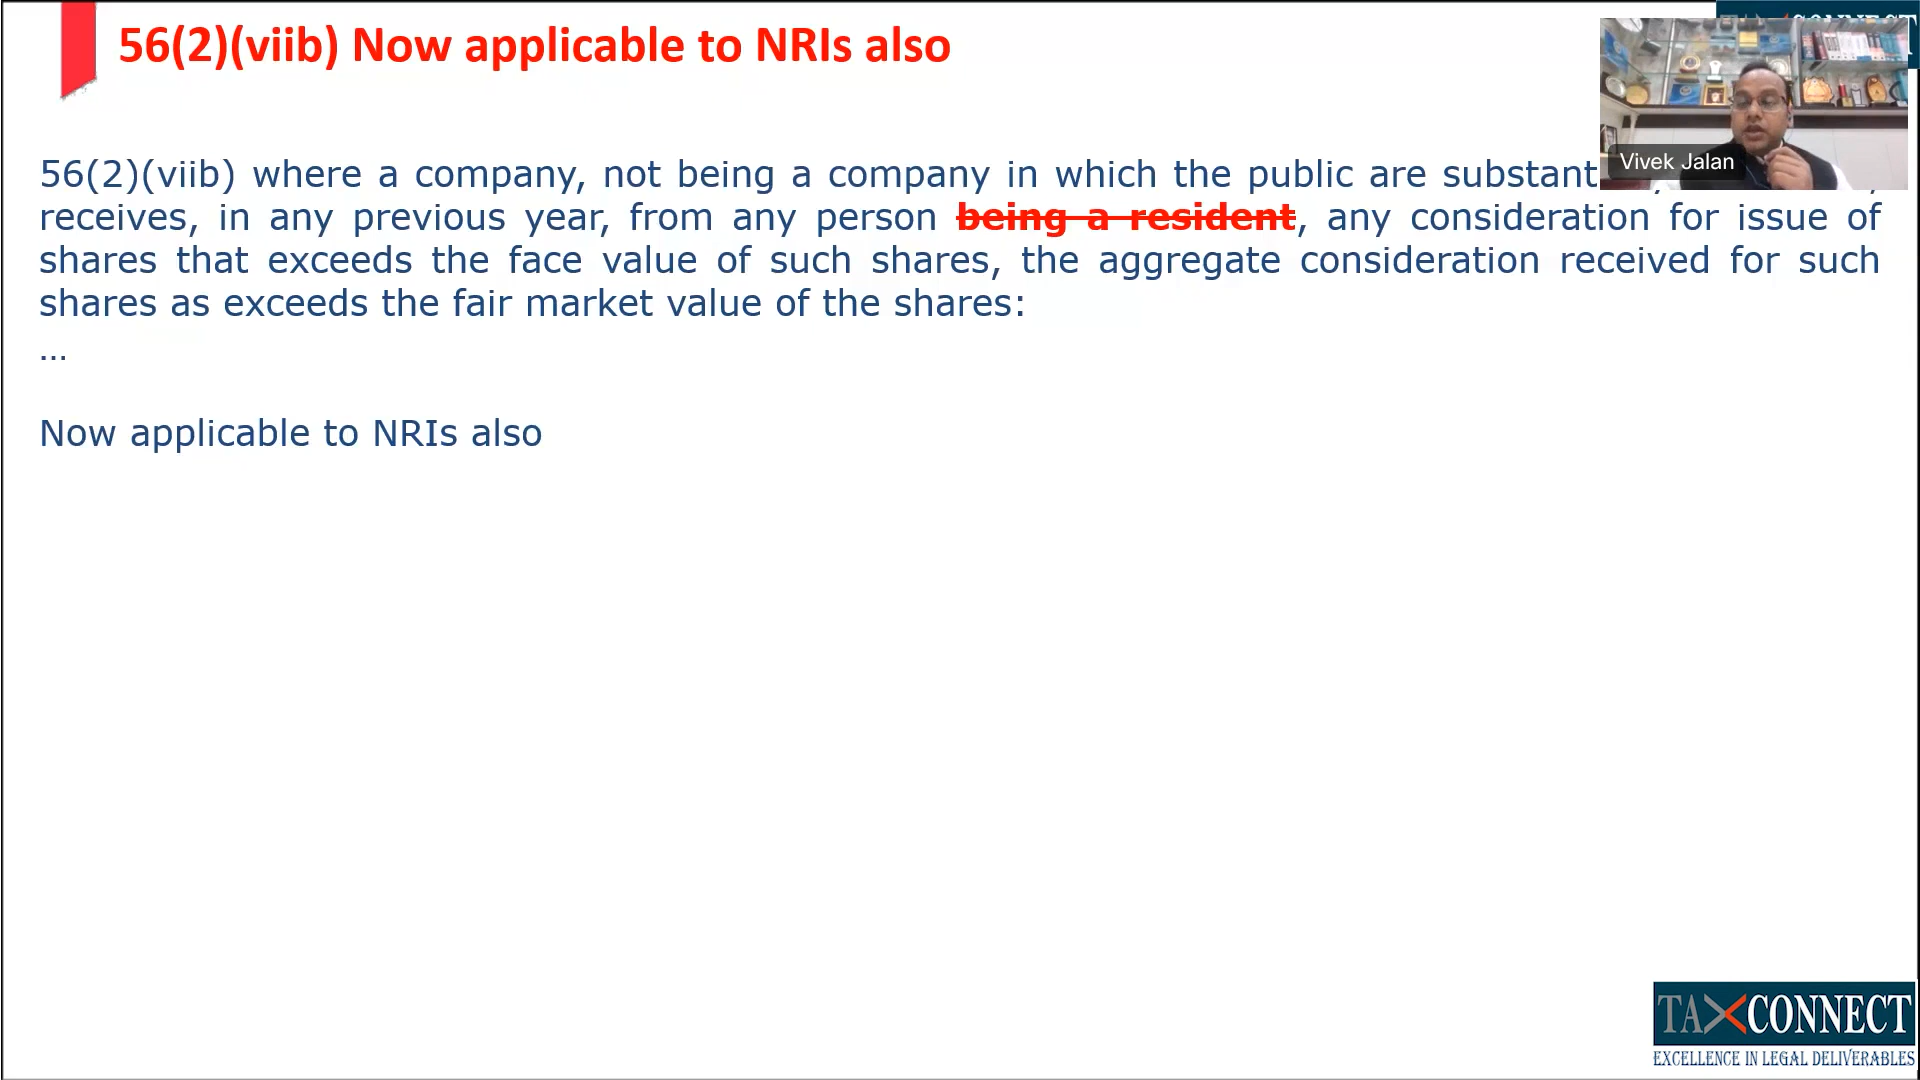 56(2)(viib) Now applicable to NRIs also
Vivek Jalan
56(2)(viib) where a company, not being a company in which the public are
receives, in any previous year, from any person being a resident, any consideration for issue of
shares that exceeds the face value of such shares, the aggregate consideration received for such
shares as exceeds the fair market value of the shares:
...
Now applicable to NRIs also
TAXCONNECT
EXCELLENCE IN LEGAL DELIVERABLES